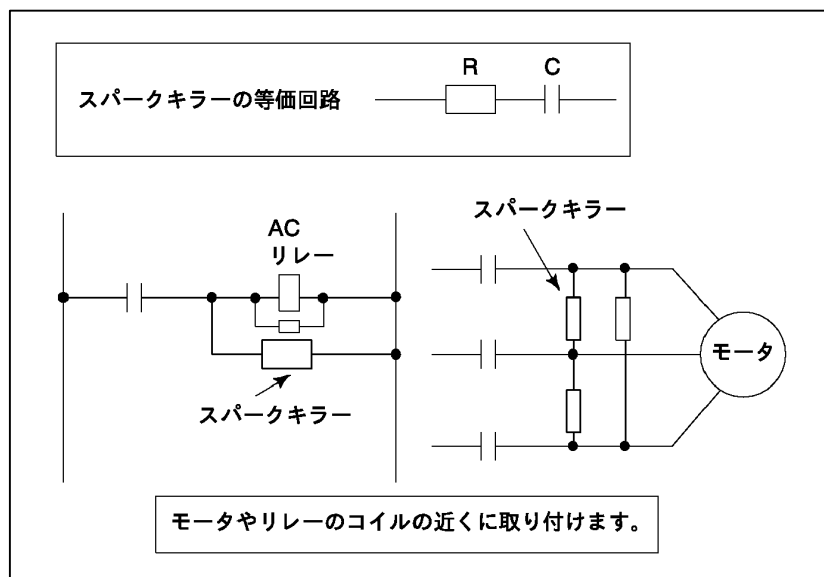 R C
スパークキラーの等価回路
スパークキラー
AC
リレー
モータ
スパークキラー
モータやリレーのコイルの近くに取り付けます。